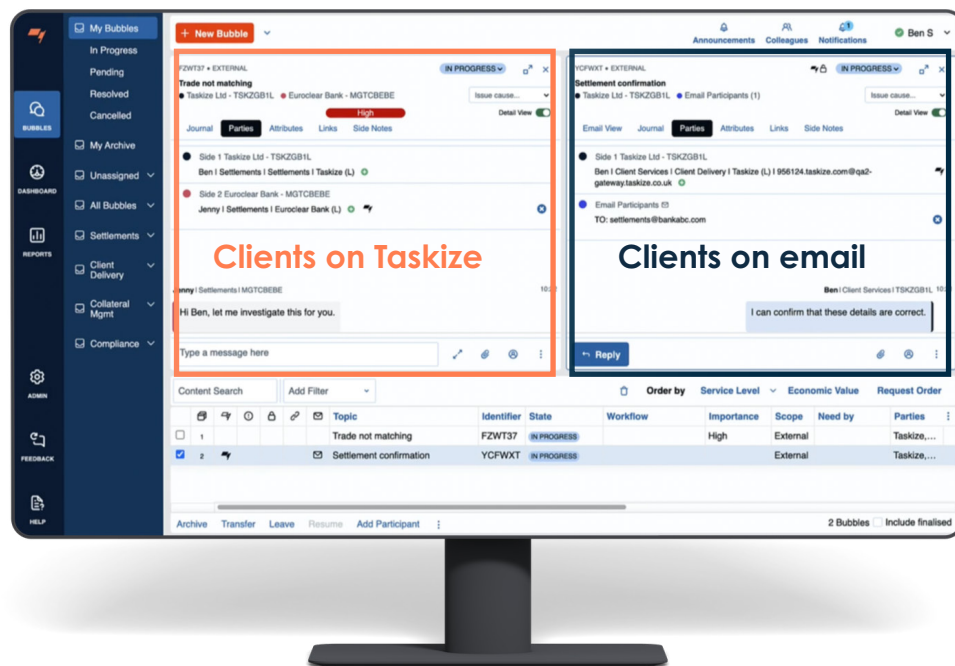 My Bubbles
In Progress
Pending
Resolved
Cancelled
My Archive
Unassigned
All Bubbles
Settlements
Client
Delivery
Collateral
Mgmt
Compliance
BUBBLES
DASHBOARD
REPORTS
ADMIN
FEEDBACK
HELP
+ New Bubble
Announcements Colleagues Notifications
1
Ben S
FZWT37 • EXTERNAL
IN PROGRESS
Trade not matching
Taskize Ltd - TSKZGB1L Euroclear Bank - MGTCBEBE
Issue cause...
High
Detail View
Journal Parties Attributes Links Side Notes
Side 1 Taskize Ltd - TSKZGB1L
Ben I Settlements I Settlements I Taskize (L)
Side 2 Euroclear Bank - MGTCBEBE
Jenny I Settlements I Euroclear Bank (L)
Clients on Taskize
Jenny I Settlements I MGTCBEBE
Hi Ben, let me investigate this for you.
Type a message here
YCFWXT • EXTERNAL
IN PROGRESS
Settlement confirmation
Taskize Ltd - TSKZGB1L Email Participants (1)
Issue cause...
Detail View
Email View Journal Parties Attributes Links Side Notes
Side 1 Taskize Ltd - TSKZGB1L
Ben I Client Services I Client Delivery I Taskize (L) I 956124.taskize.com@qa2-
gateway.taskize.co.uk
Email Participants
TO: settlements@bankabc.com
Clients on email
Ben I Client Services I TSKZGB1L
I can confirm that these details are correct.
Reply
Content Search Add Filter
Order by Service Level Economic Value Request Order
Topic Identifier State Workflow Importance Scope Need by Parties
1 Trade not matching FZWT37 IN PROGRESS High External Taskize,...
2 Settlement confirmation YCFWXT IN PROGRESS External Taskize,...
Archive Transfer Leave Resume Add Participant
2 Bubbles Include finalised